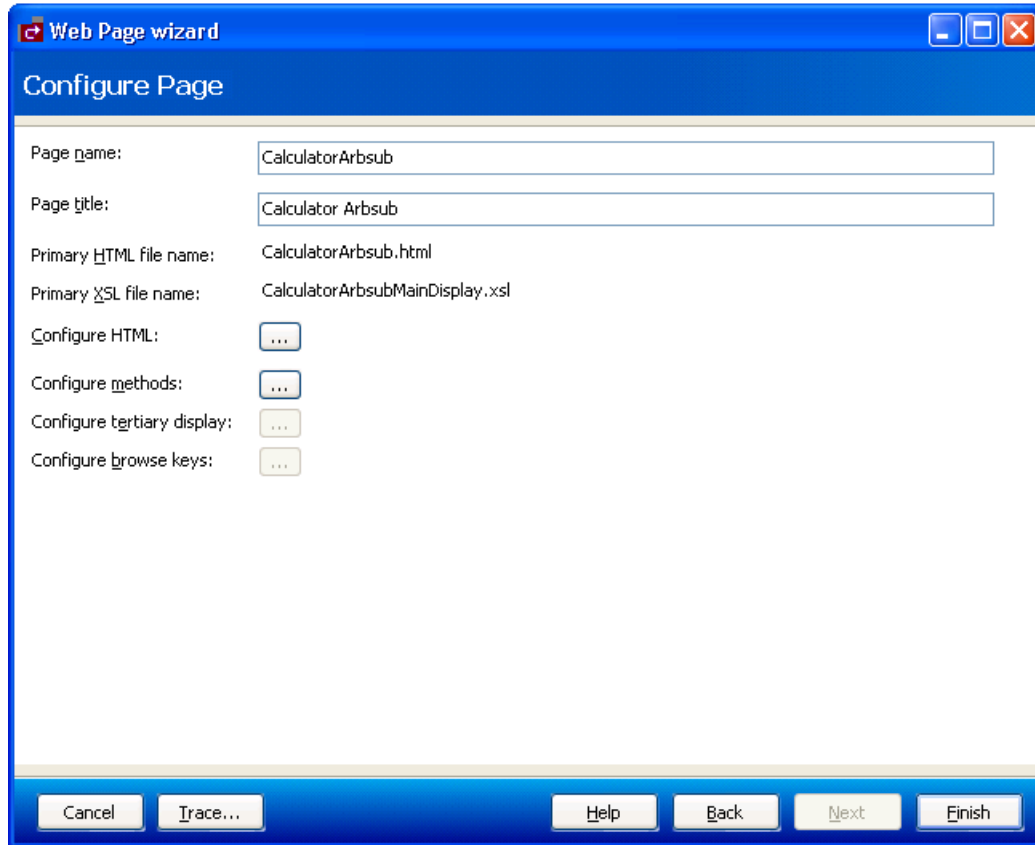 Web Page wizard
Configure Page
Page name: CalculatorArbsub
Page title: Calculator Arbsub
Primary HTML file name: CalculatorArbsub.html
Primary XSL file name: CalculatorArbsubMainDisplay.xsl
Configure HTML: ...
Configure methods: ...
Configure tertiary display: ...
Configure browse keys: ...
Cancel Trace... Help Back Next Finish